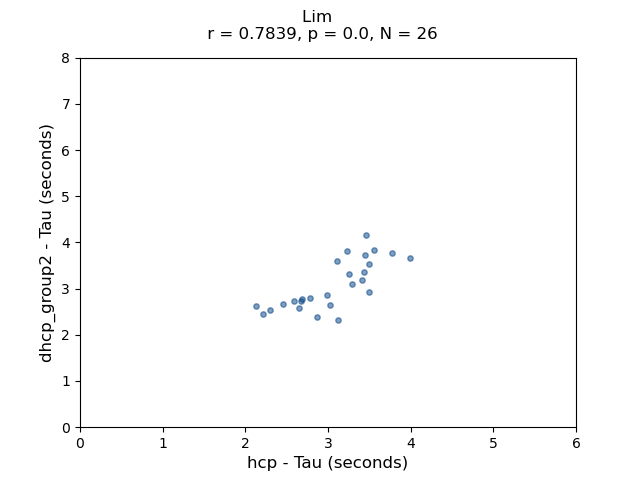 Lim
r = 0.7839, p = 0.0, N = 26
8
7
6
5
4
3
2
1
0
dhcp_group2 - Tau (seconds)
0 1 2 3 4 5 6
hcp - Tau (seconds)